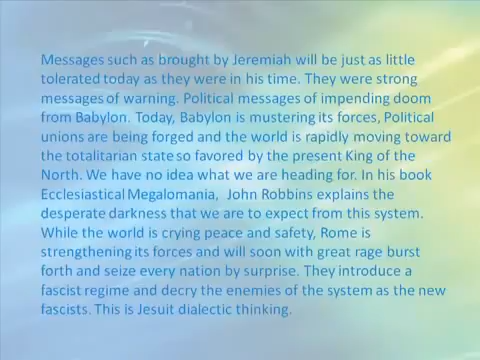 Messages such as brought by Jeremiah will be just as little
tolerated today as they were in his time. They were strong
messages of warning. Political messages of impending doom
from Babylon. Today, Babylon is mustering its forces, Political
unions are being forged and the world is rapidly moving toward
the totalitarian state so favored by the present King of the
North. We have no idea what we are heading for. In his book
Ecclesiastical Megalomania, John Robbins explains the
desperate darkness that we are to expect from this system.
While the world is crying peace and safety, Rome is
strengthening its forces and will soon with great rage burst
forth and seize every nation by surprise. They introduce a
fascist regime and decry the enemies of the system as the new
fascists. This is Jesuit dialectic thinking.